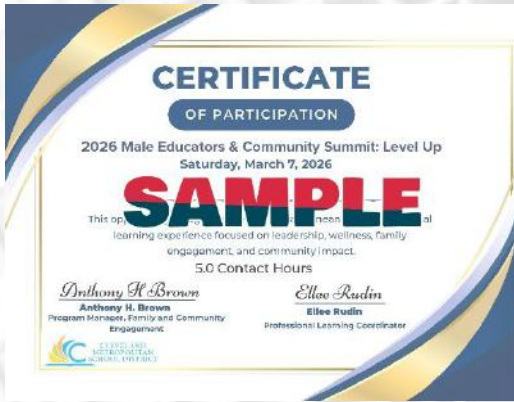 CERTIFICATE
OF PARTICIPATION
2026 Male Educators & Community Summit: Level Up
Saturday, March 7, 2026
SAMPLE
This
learning experience focused on leadership, wellness, family
engagement, and community impact.
5.0 Contact Hours
Anthony H Brown
Ellee Rudin
Anthony H. Brown
Ellee Rudin
Program Manager, Family and Community
Engagement
Professional Learning Coordinator
CLEVELAND
METROPOLITAN
SCHOOL DISTRICT